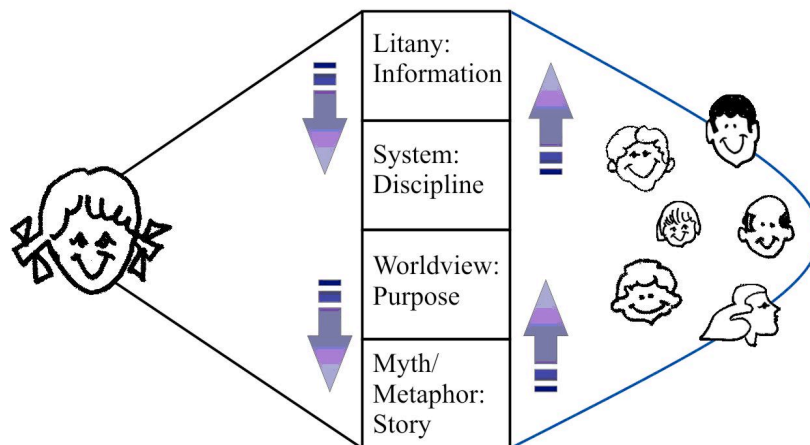 Litany:
Information
System:
Discipline
Worldview:
Purpose
Myth/
Metaphor:
Story